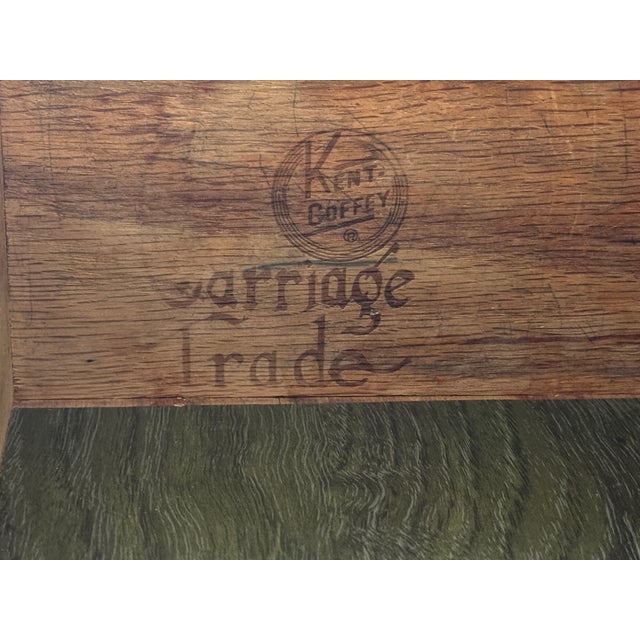 KENT-
COFFEY
®
Carriage
Trade